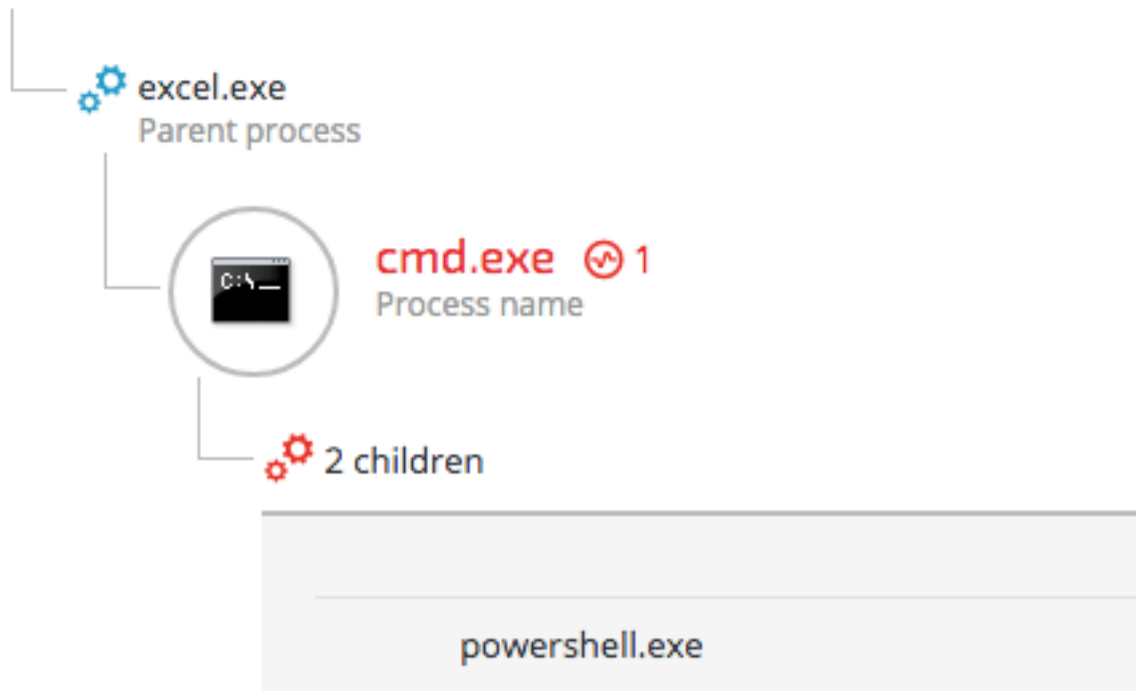 excel.exe
Parent process
C:\_
cmd.exe 1
Process name
2 children
powershell.exe